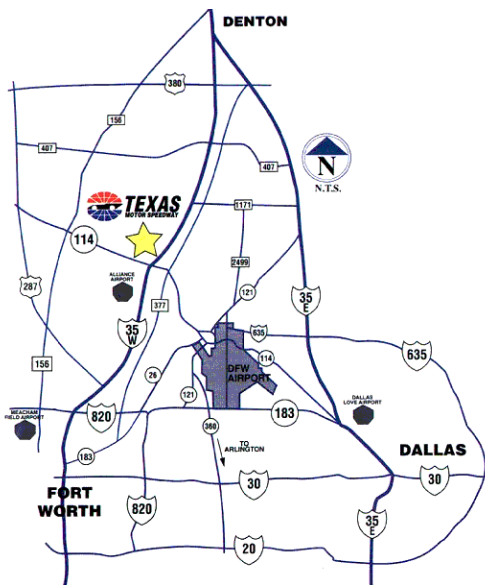 DENTON
380
156
407
407
N
N.T.S.
TEXAS
MOTOR SPEEDWAY
1171
114
2499
ALLIANCE
AIRPORT
287
377
121
35
E
35
W
635
635
156
26
114
DFW
AIRPORT
121
MEACHAM
FIELD AIRPORT
820
183
DALLAS
LOVE AIRPORT
360
183
TO
ARLINGTON
DALLAS
FORT
WORTH
30
30
820
35
E
20